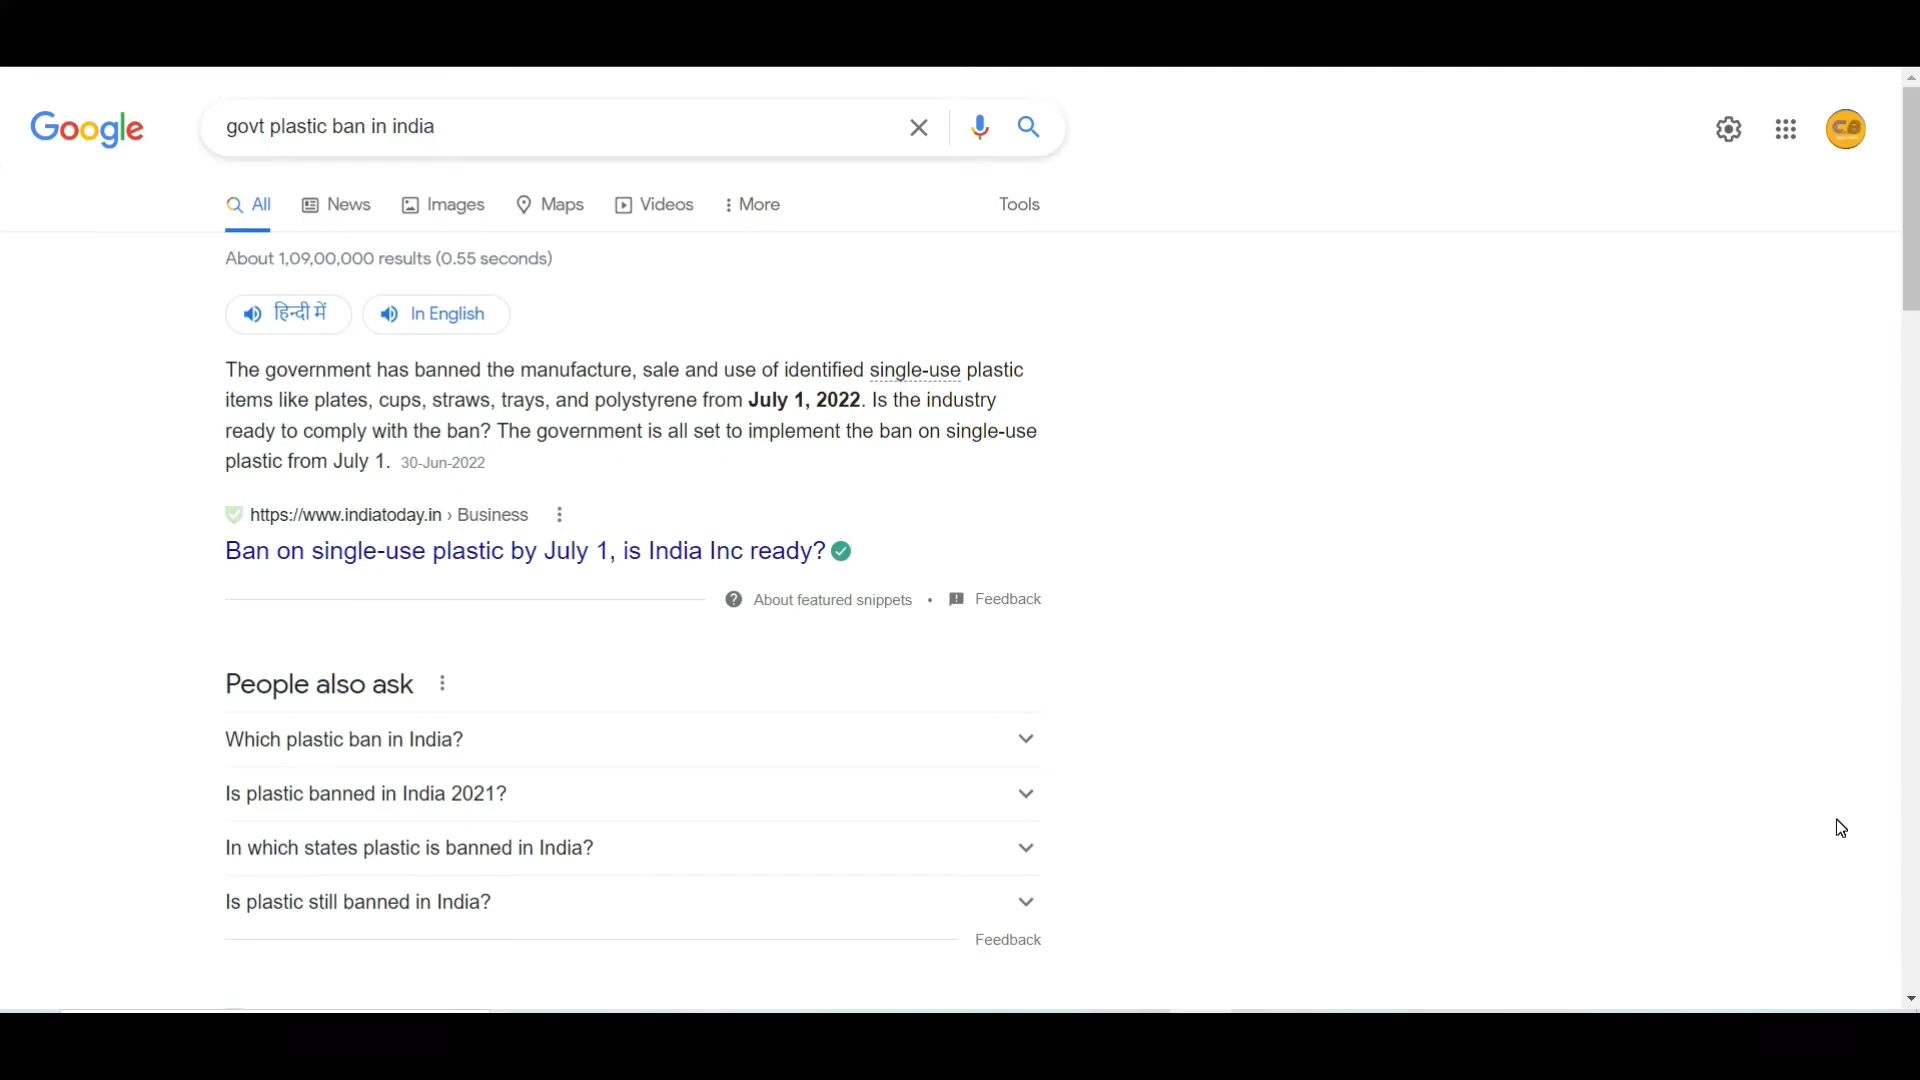 Google
govt plastic ban in india
All
News
Images
Maps
Videos
More
Tools
About 1,09,00,000 results (0.55 seconds)
हिन्दी में
In English
The government has banned the manufacture, sale and use of identified single-use plastic
items like plates, cups, straws, trays, and polystyrene from July 1, 2022. Is the industry
ready to comply with the ban? The government is all set to implement the ban on single-use
plastic from July 1. 30-Jun-2022
https://www.indiatoday.in › Business
Ban on single-use plastic by July 1, is India Inc ready?
About featured snippets • Feedback
People also ask
Which plastic ban in India?
Is plastic banned in India 2021?
In which states plastic is banned in India?
Is plastic still banned in India?
Feedback